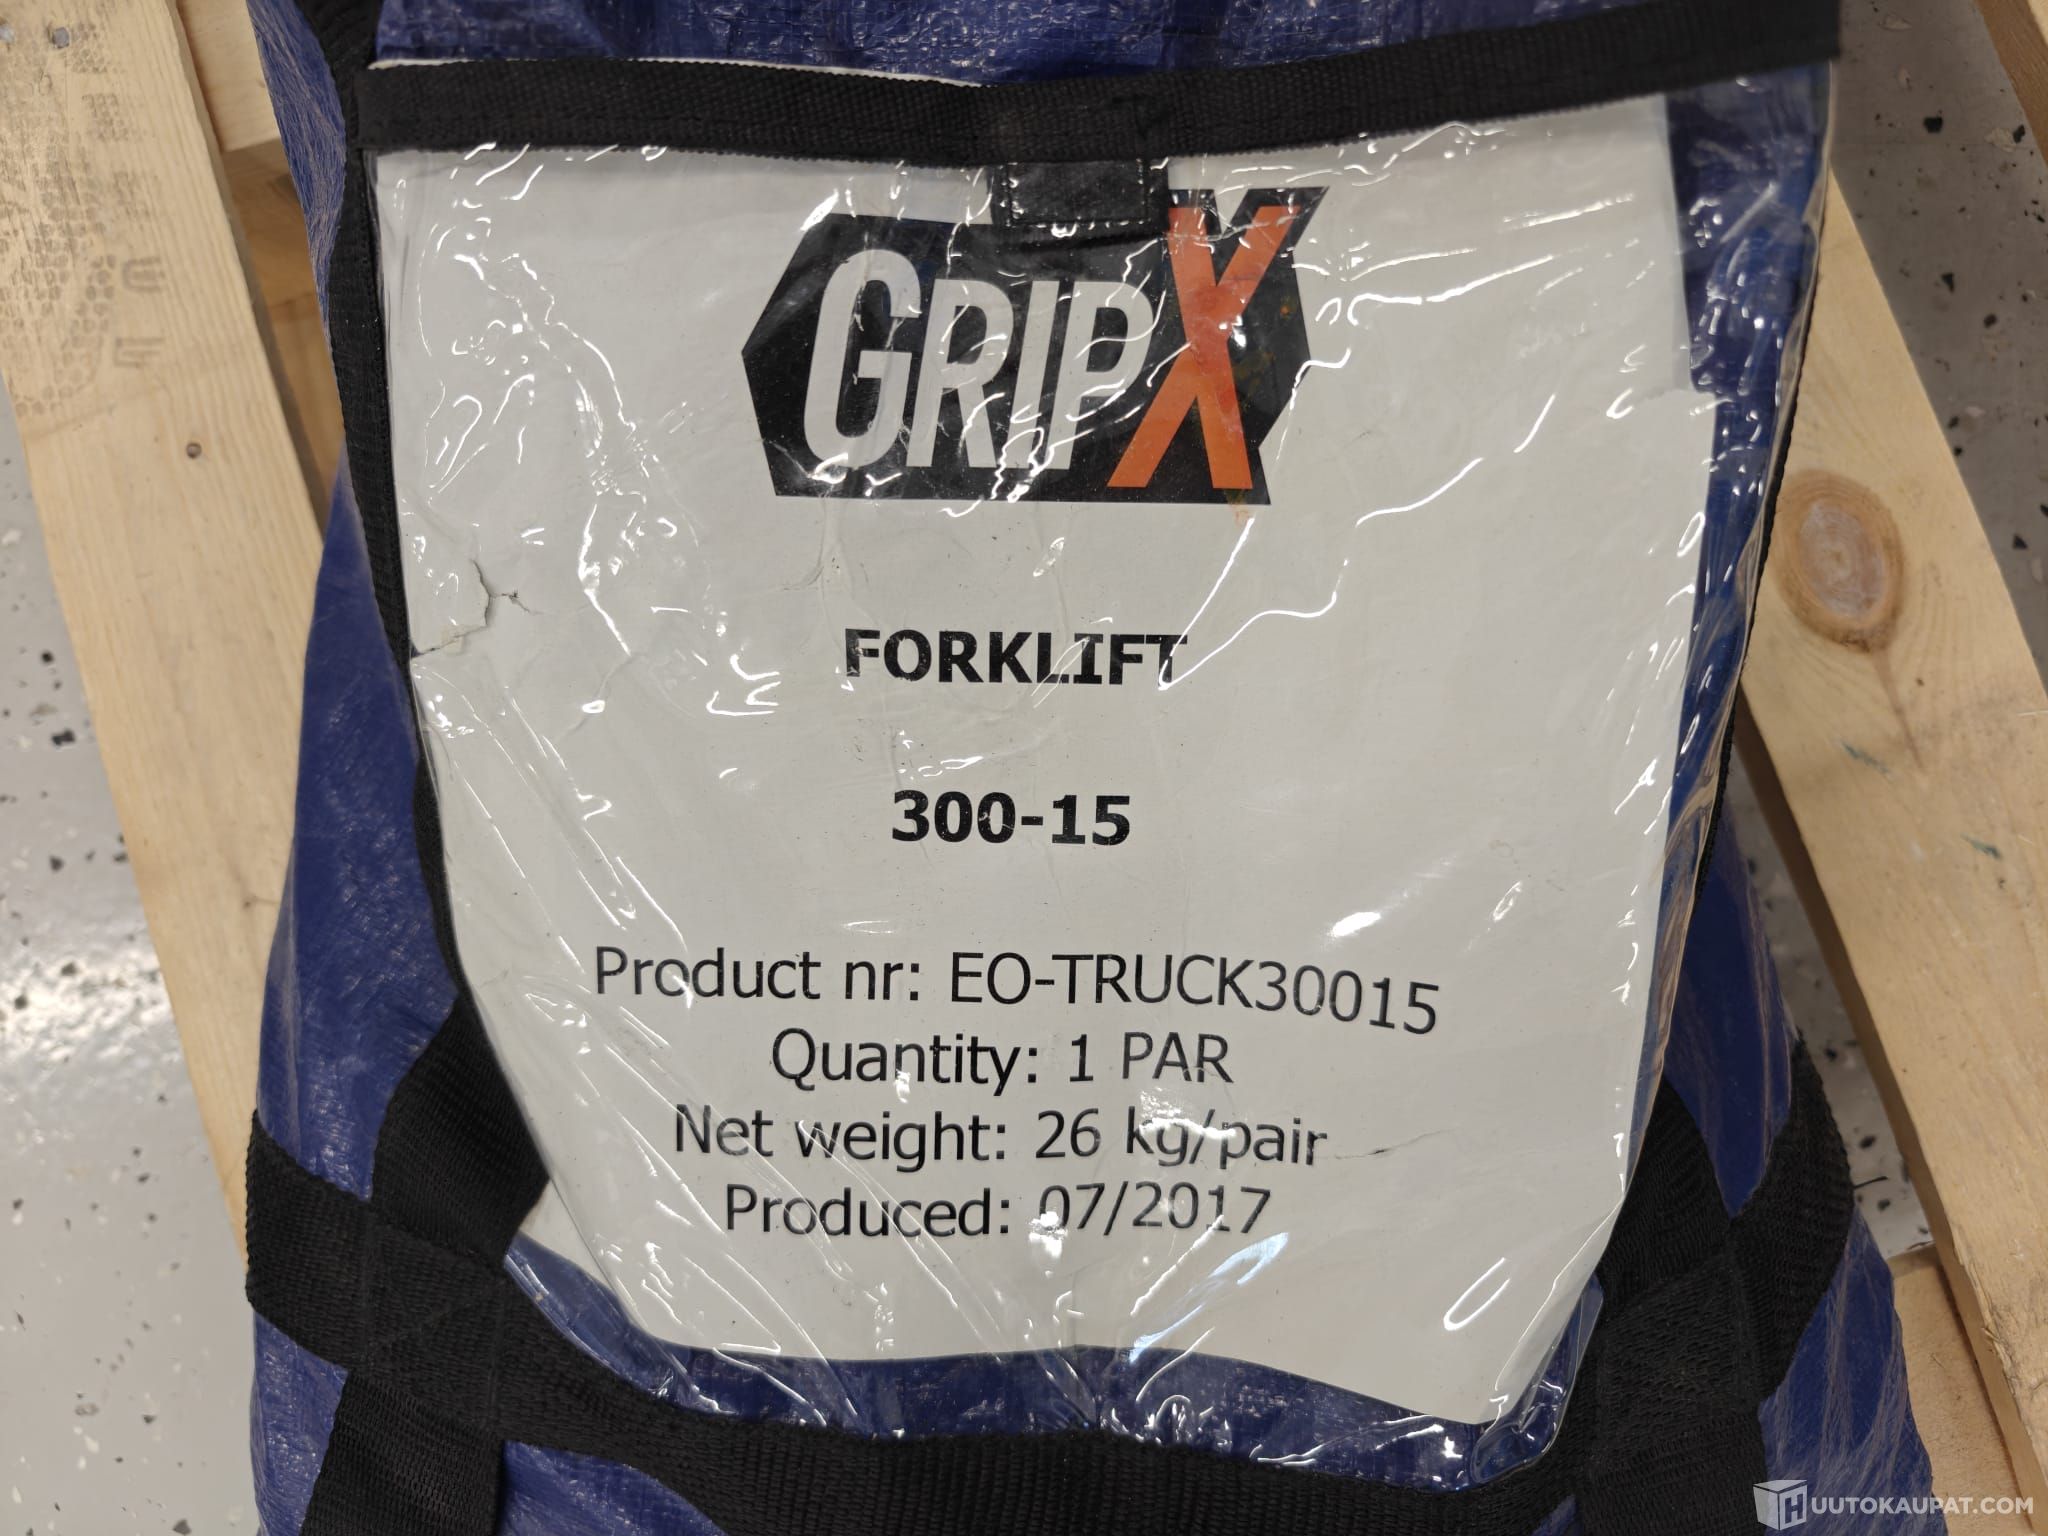 GRIPX
FORKLIFT
300-15
Product nr: EO-TRUCK30015
Quantity: 1 PAR
Net weight: 26 kg/pair
Produced: 07/2017
HUUTOKAUPAT.COM